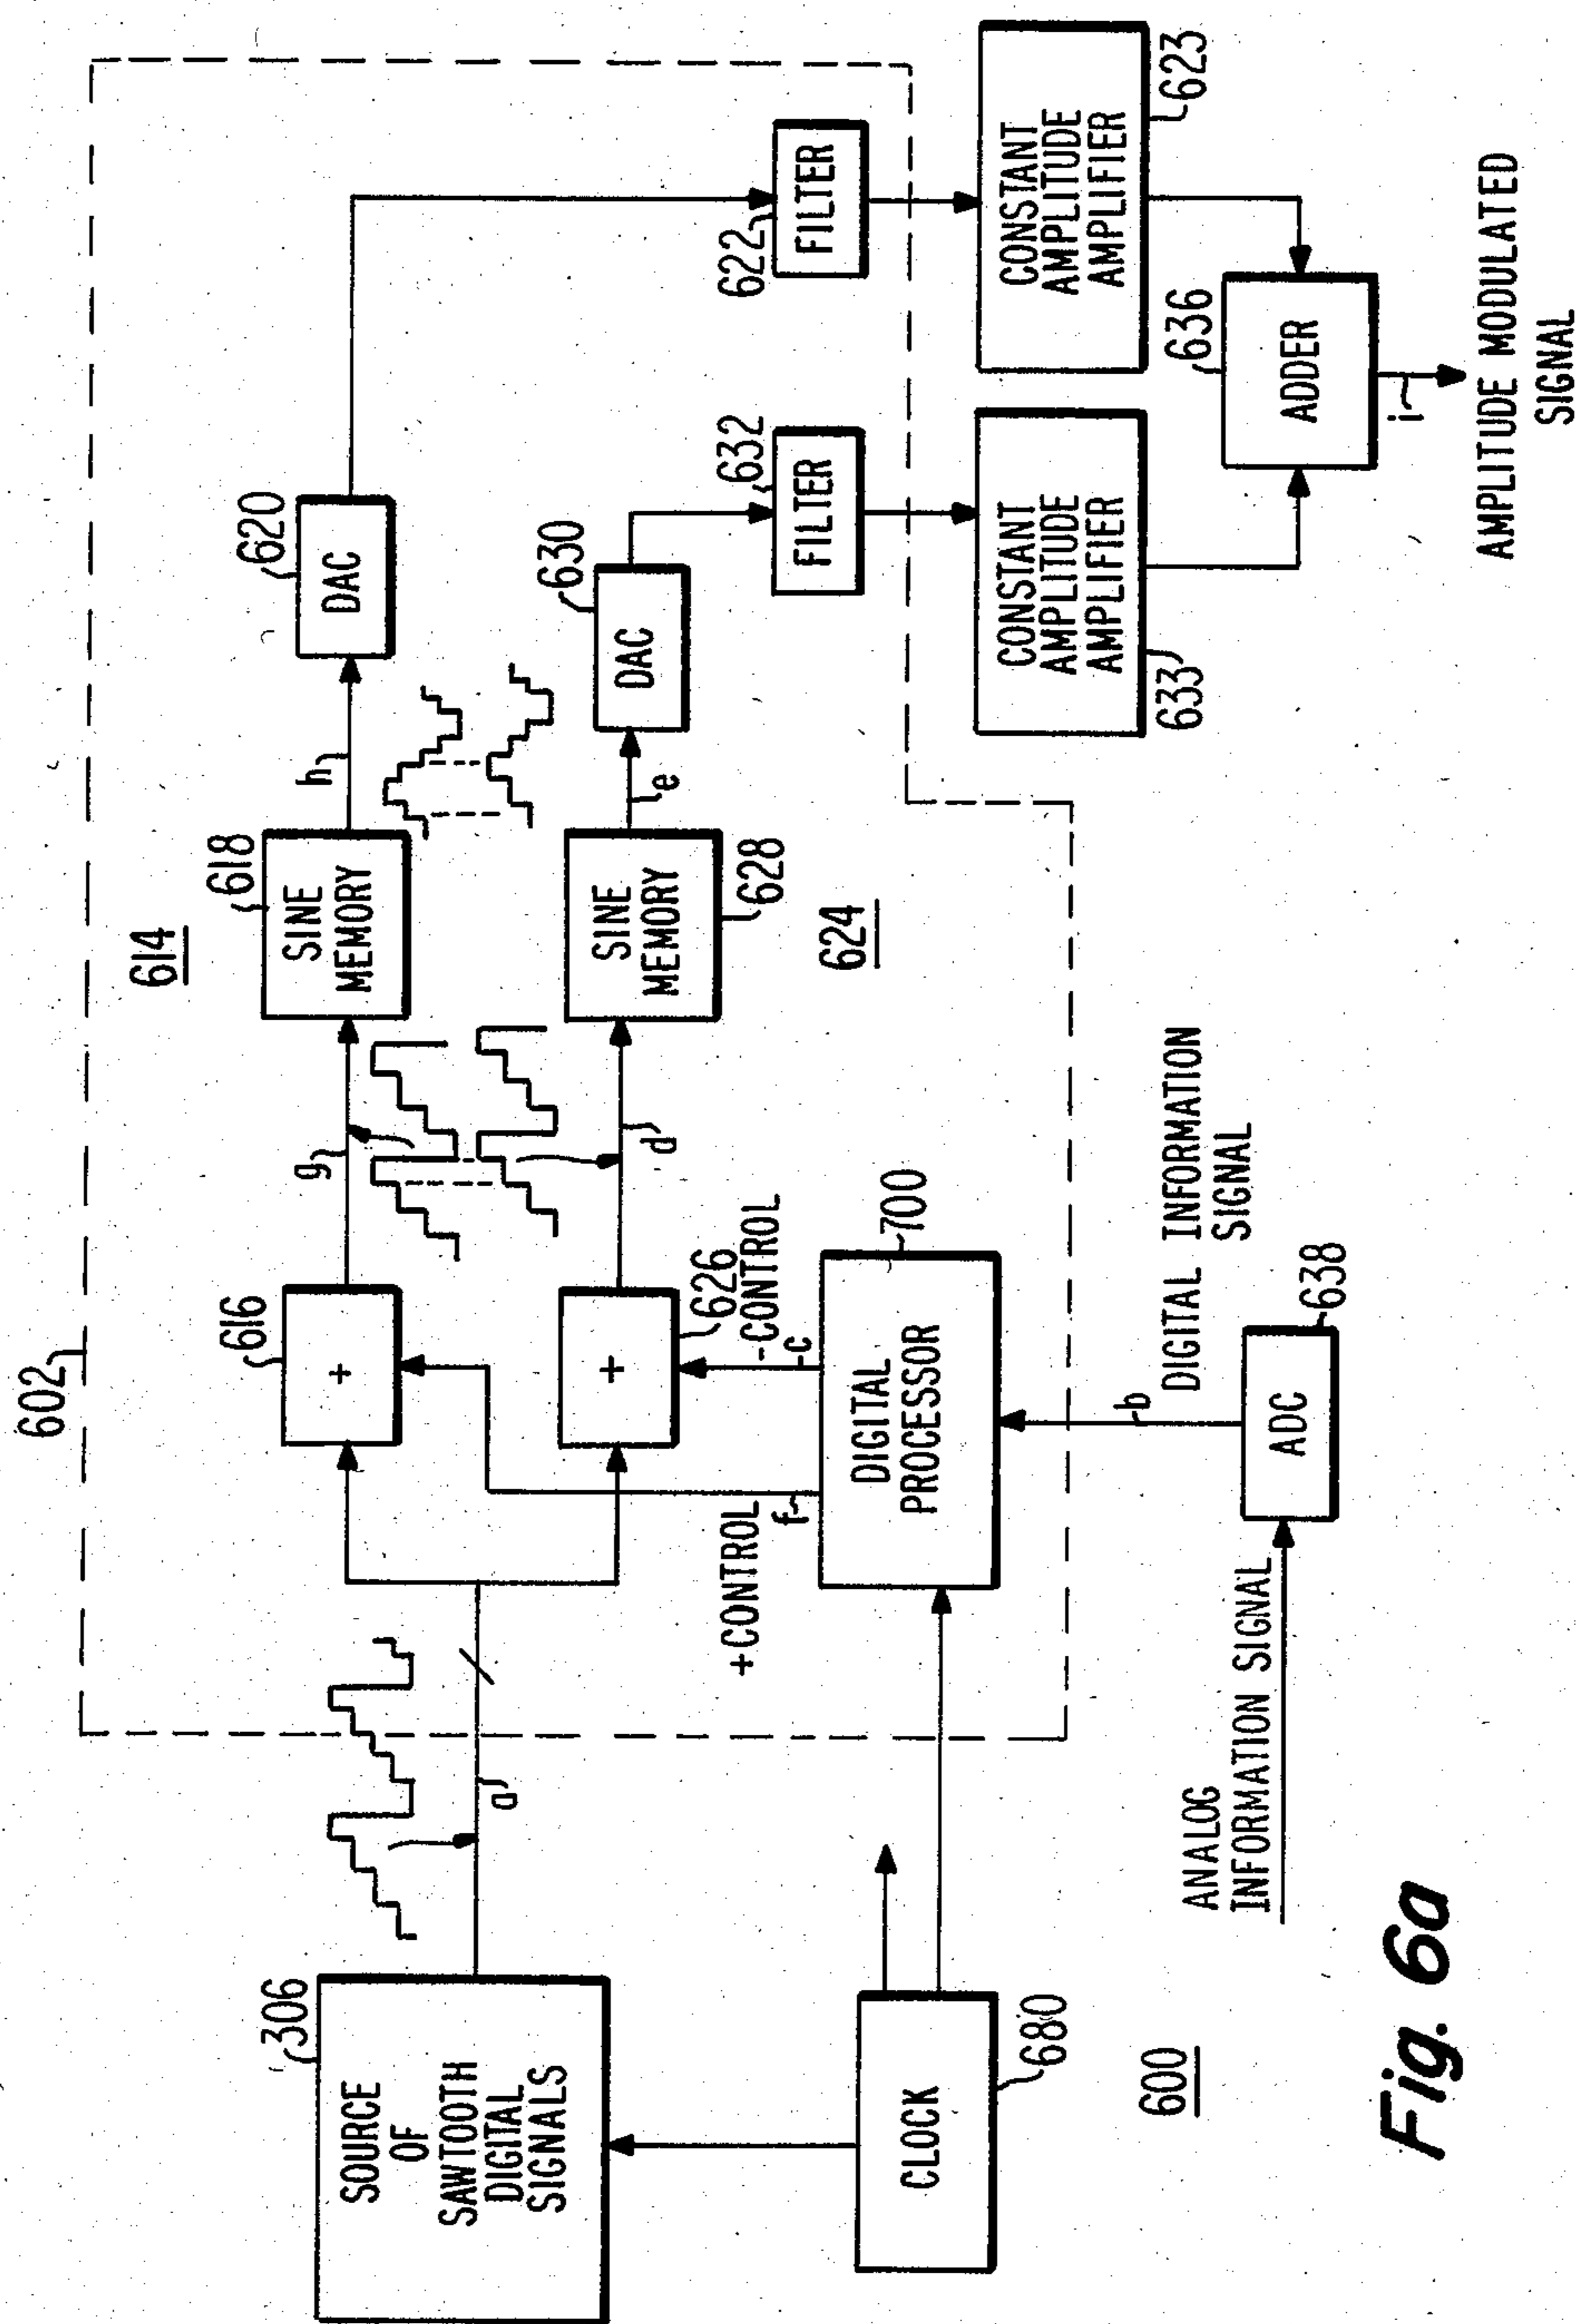 602
614
616
+
g
618
SINE
MEMORY
h
620
DAC
306
SOURCE
OF
SAWTOOTH
DIGITAL
SIGNALS
a
+
626
d
624
SINE
MEMORY
628
e
630
DAC
+CONTROL
f
-CONTROL
c
DIGITAL
PROCESSOR
700
632
FILTER
622
FILTER
CLOCK
680
600
CONSTANT
AMPLITUDE
AMPLIFIER
633
CONSTANT
AMPLITUDE
AMPLIFIER
623
ANALOG
INFORMATION SIGNAL
ADC
638
b
DIGITAL INFORMATION
SIGNAL
636
ADDER
i
AMPLITUDE MODULATED
SIGNAL
Fig. 6a